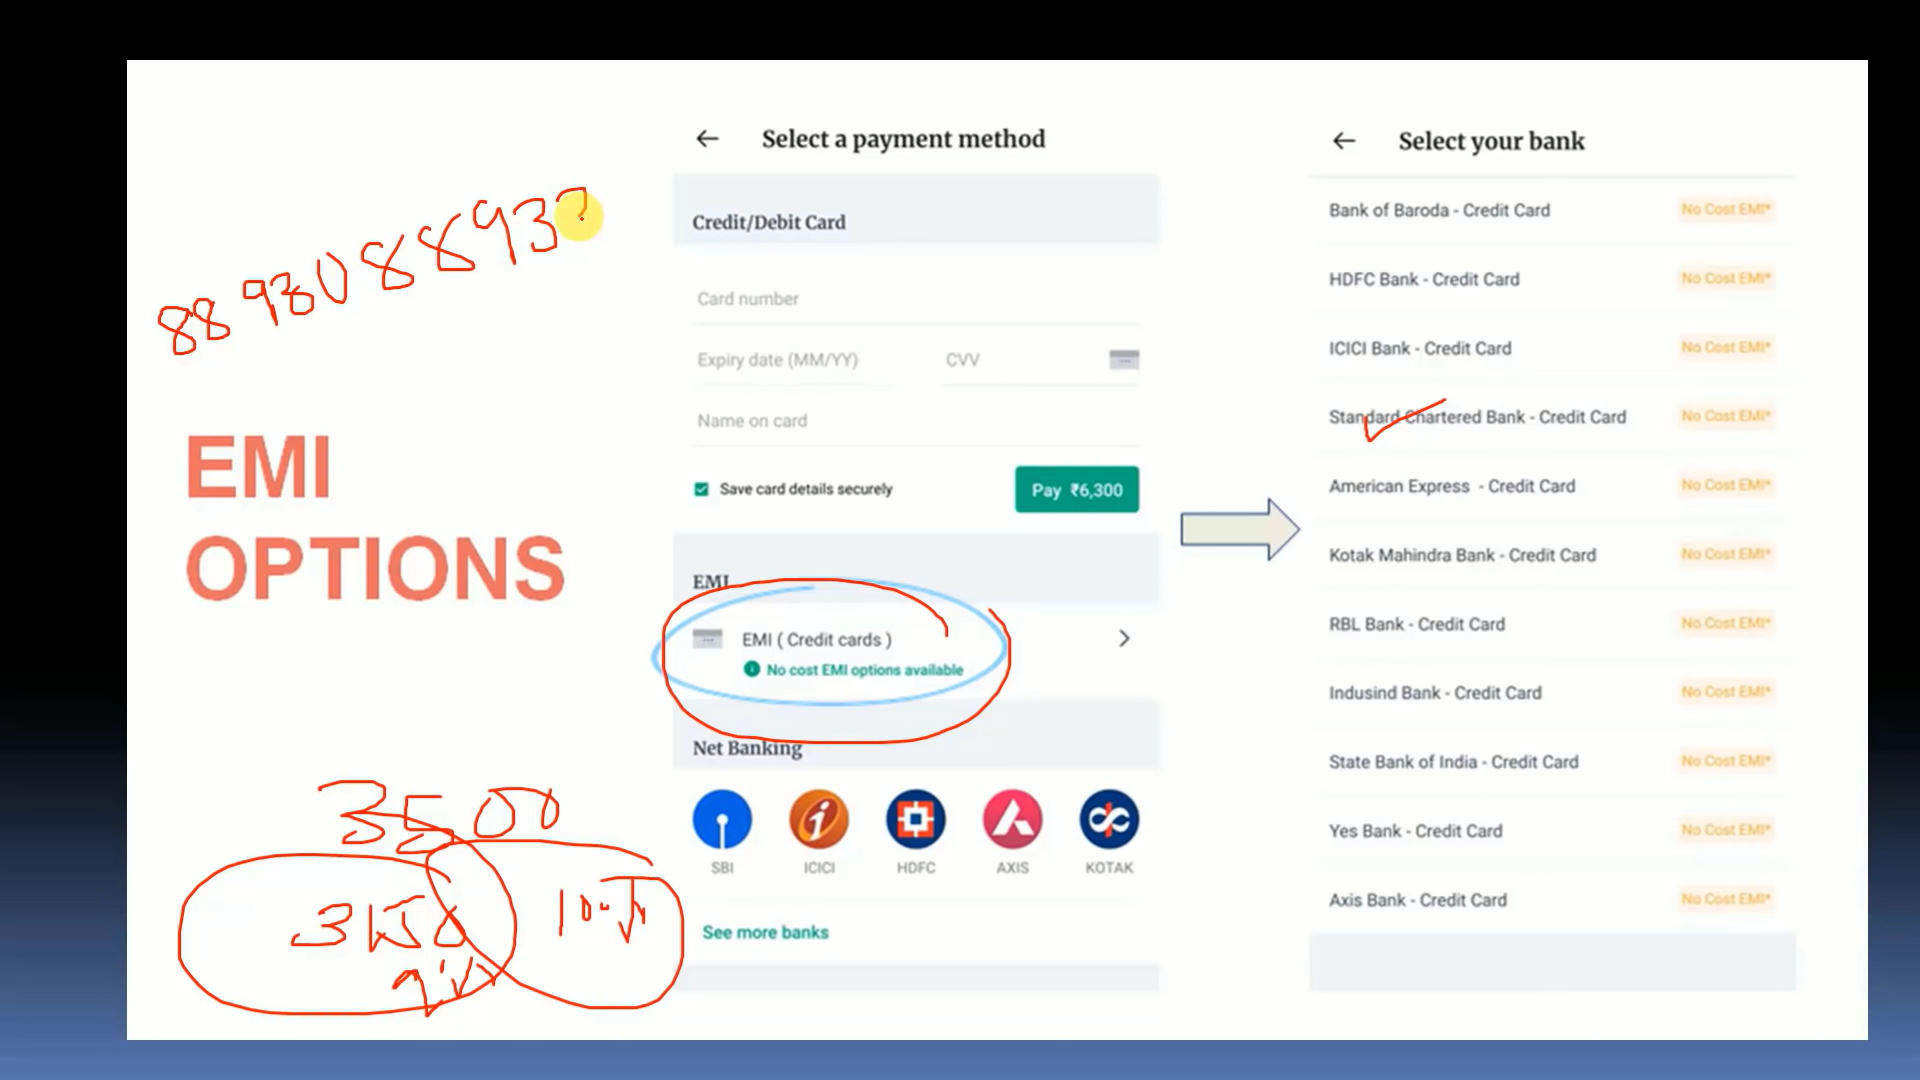 889808893
EMI
OPTIONS
3500
3150
Select a payment method
Credit/Debit Card
Card number
Expiry date (MM/YY) CVV
Name on card
Save card details securely
Pay ₹6,300
EMI
EMI ( Credit cards )
No cost EMI options available
Net Banking
SBI ICICI HDFC AXIS KOTAK
See more banks
Select your bank
Bank of Baroda - Credit Card No Cost EMI*
HDFC Bank - Credit Card No Cost EMI*
ICICI Bank - Credit Card No Cost EMI*
Standard Chartered Bank - Credit Card No Cost EMI*
American Express - Credit Card No Cost EMI*
Kotak Mahindra Bank - Credit Card No Cost EMI*
RBL Bank - Credit Card No Cost EMI*
Indusind Bank - Credit Card No Cost EMI*
State Bank of India - Credit Card No Cost EMI*
Yes Bank - Credit Card No Cost EMI*
Axis Bank - Credit Card No Cost EMI*